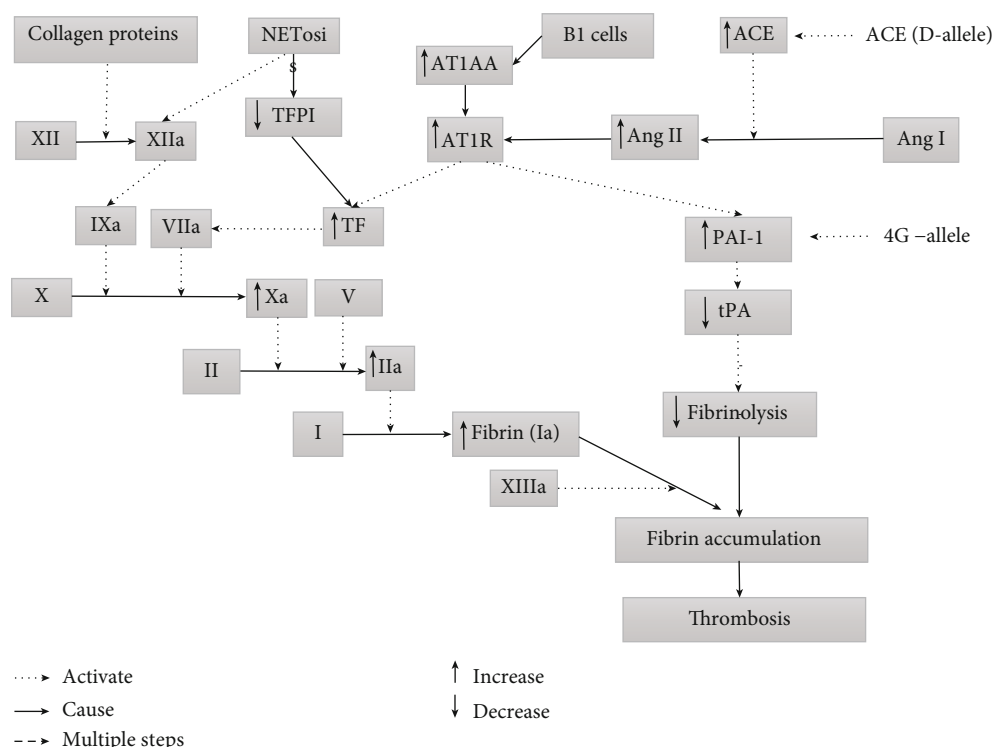 Collagen proteins
NETosi
s
B1 cells
ACE
ACE (D-allele)
AT1AA
TFPI
XII
XIIa
AT1R
Ang II
Ang I
IXa
VIIa
TF
PAI-1
4G –allele
X
Xa
V
tPA
II
IIa
Fibrinolysis
I
Fibrin (Ia)
XIIIa
Fibrin accumulation
Thrombosis
Activate
Cause
Multiple steps
Increase
Decrease